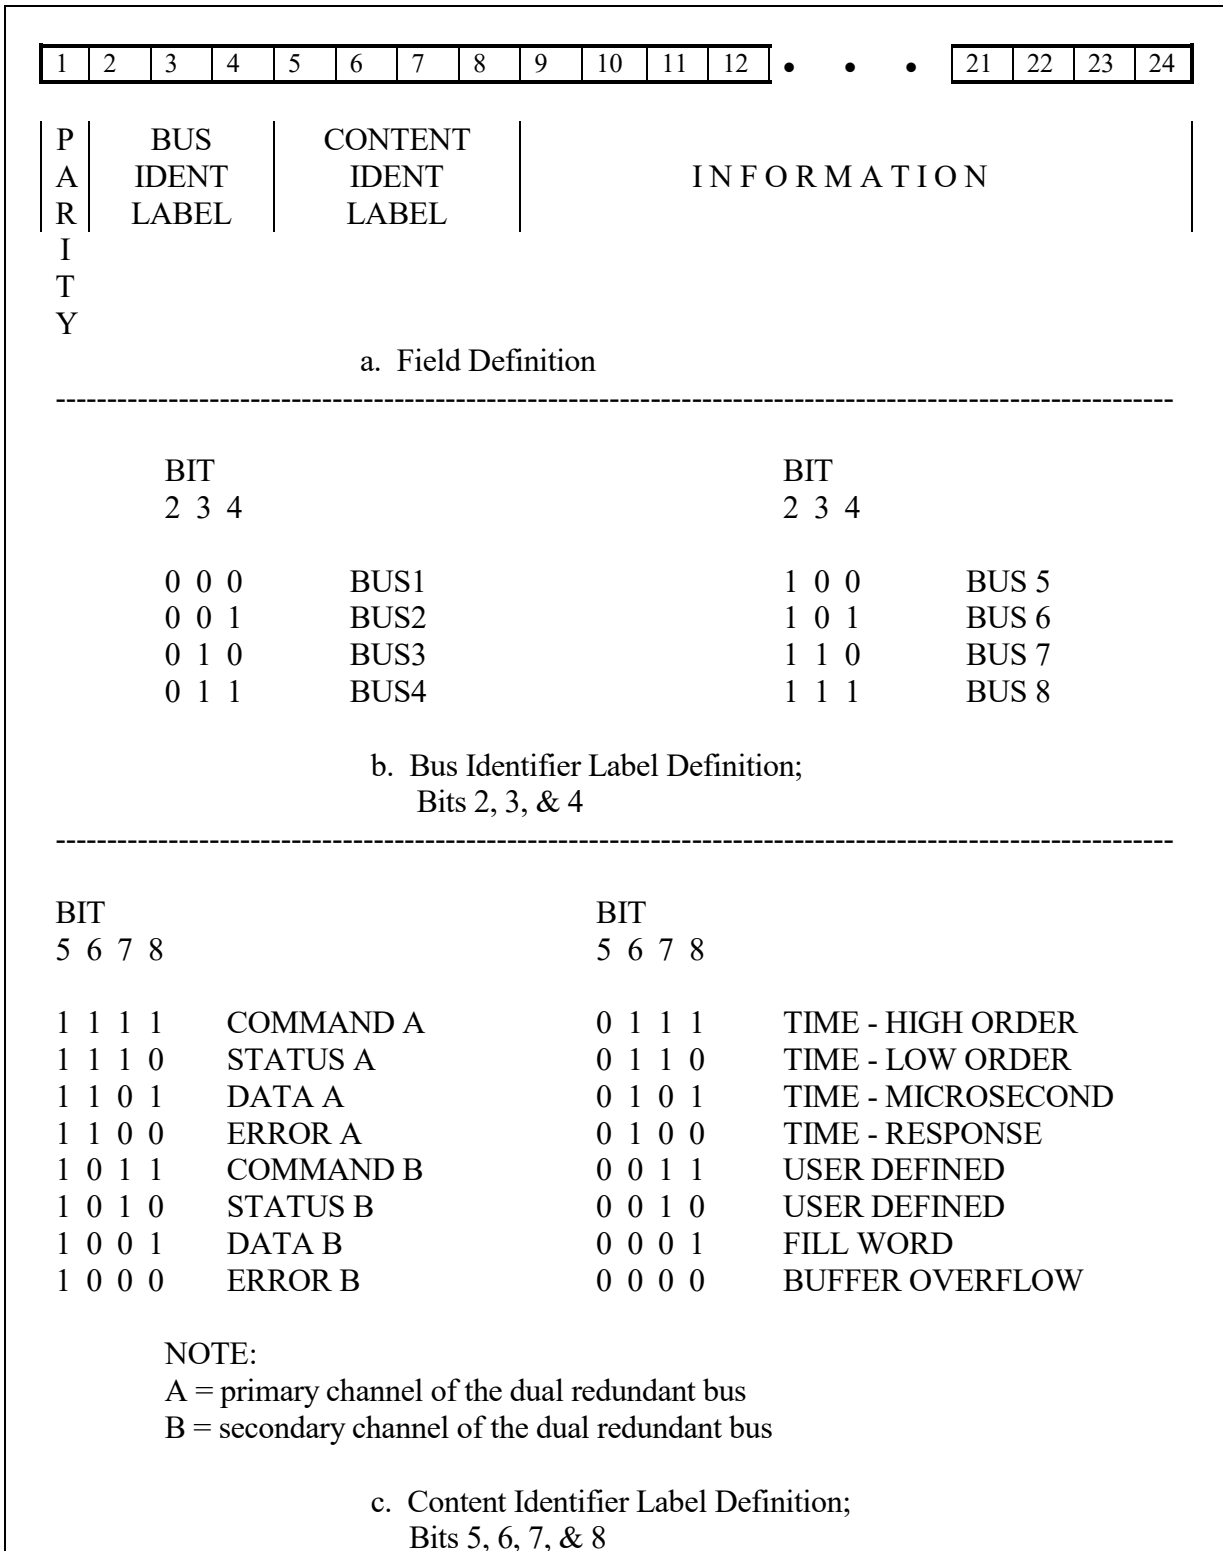 1 2 3 4 5 6 7 8 9 10 11 12 • • • 21 22 23 24
P BUS CONTENT
A IDENT IDENT I N F O R M A T I O N
R LABEL LABEL
I
T
Y
a. Field Definition
------------------------------------------------------------------------------------------------------------
BIT BIT
2 3 4 2 3 4
0 0 0 BUS1 1 0 0 BUS 5
0 0 1 BUS2 1 0 1 BUS 6
0 1 0 BUS3 1 1 0 BUS 7
0 1 1 BUS4 1 1 1 BUS 8
b. Bus Identifier Label Definition;
Bits 2, 3, & 4
------------------------------------------------------------------------------------------------------------
BIT BIT
5 6 7 8 5 6 7 8
1 1 1 1 COMMAND A 0 1 1 1 TIME - HIGH ORDER
1 1 1 0 STATUS A 0 1 1 0 TIME - LOW ORDER
1 1 0 1 DATA A 0 1 0 1 TIME - MICROSECOND
1 1 0 0 ERROR A 0 1 0 0 TIME - RESPONSE
1 0 1 1 COMMAND B 0 0 1 1 USER DEFINED
1 0 1 0 STATUS B 0 0 1 0 USER DEFINED
1 0 0 1 DATA B 0 0 0 1 FILL WORD
1 0 0 0 ERROR B 0 0 0 0 BUFFER OVERFLOW
NOTE:
A = primary channel of the dual redundant bus
B = secondary channel of the dual redundant bus
c. Content Identifier Label Definition;
Bits 5, 6, 7, & 8